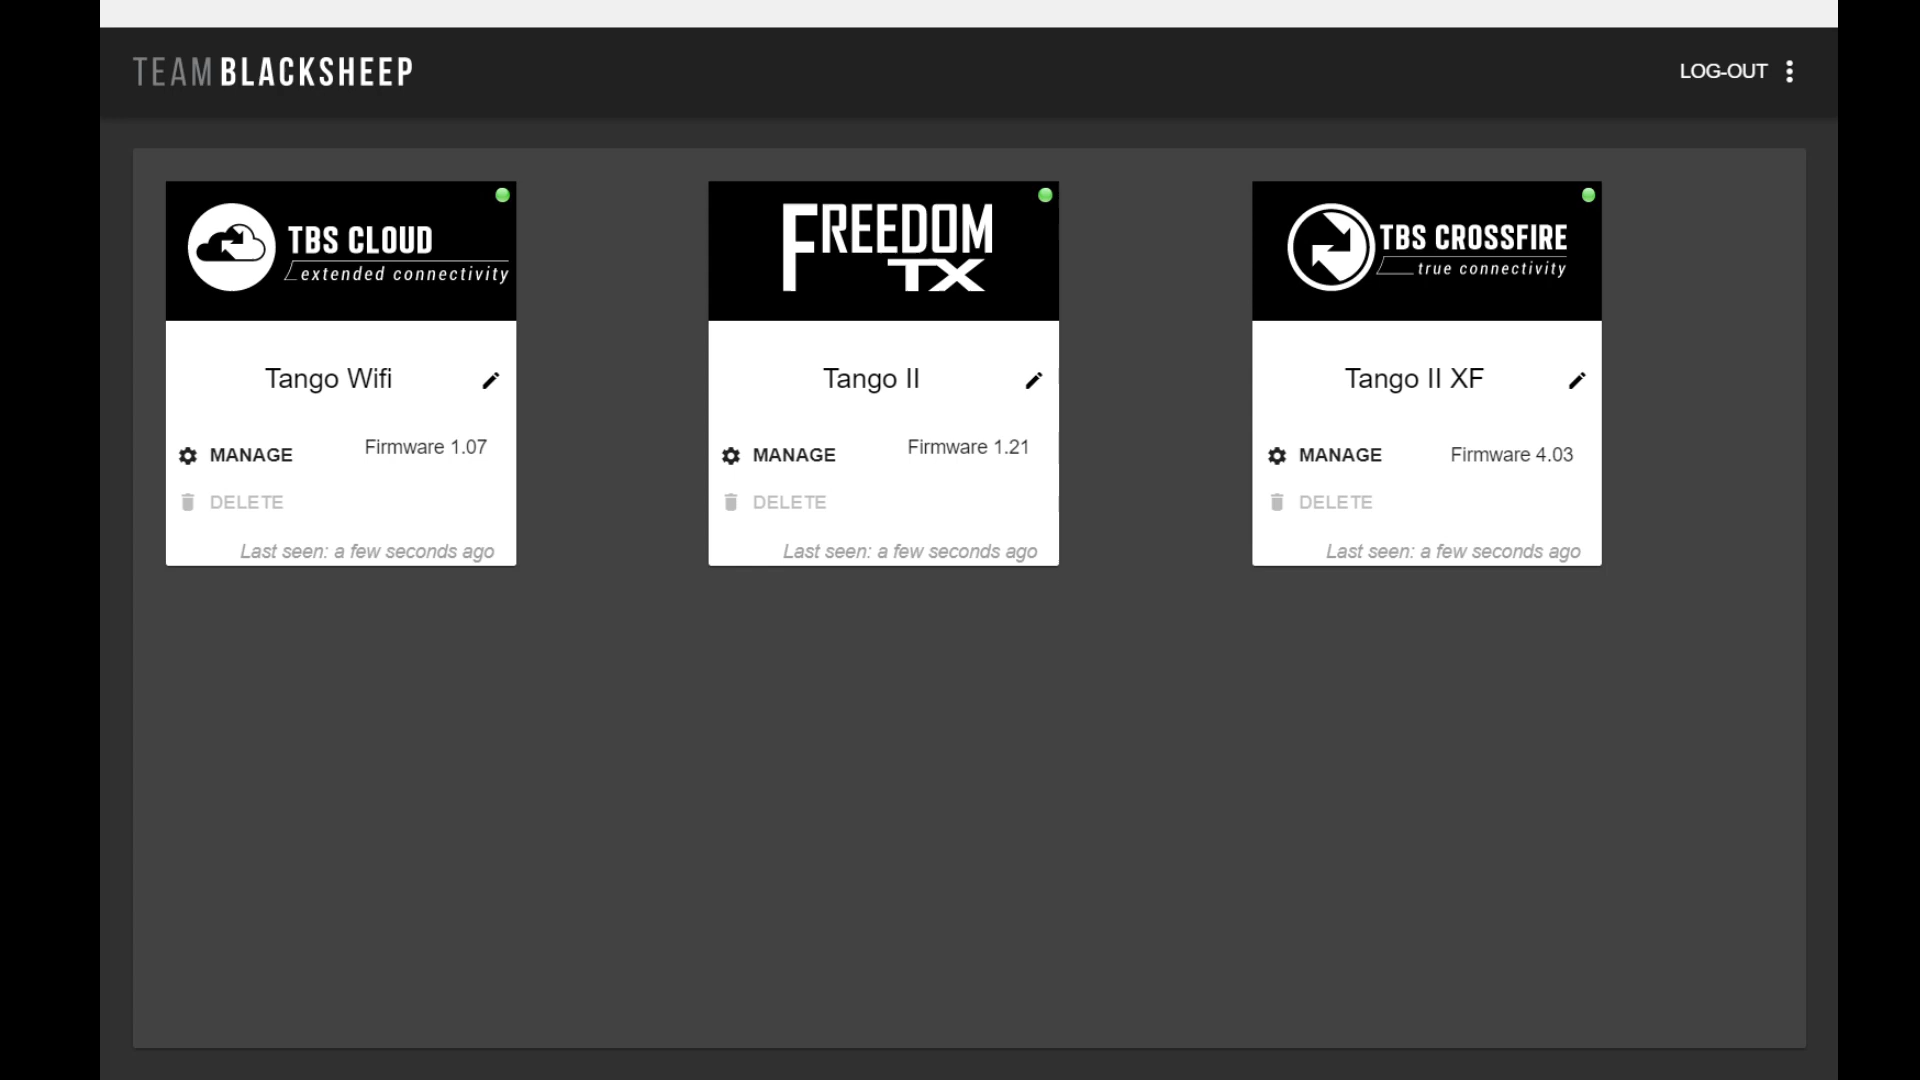 TEAM BLACKSHEEP
LOG-OUT
TBS CLOUD
extended connectivity
Tango Wifi
MANAGE
Firmware 1.07
DELETE
Last seen: a few seconds ago
FREEDOM
TX
Tango II
MANAGE
Firmware 1.21
DELETE
Last seen: a few seconds ago
TBS CROSSFIRE
true connectivity
Tango II XF
MANAGE
Firmware 4.03
DELETE
Last seen: a few seconds ago